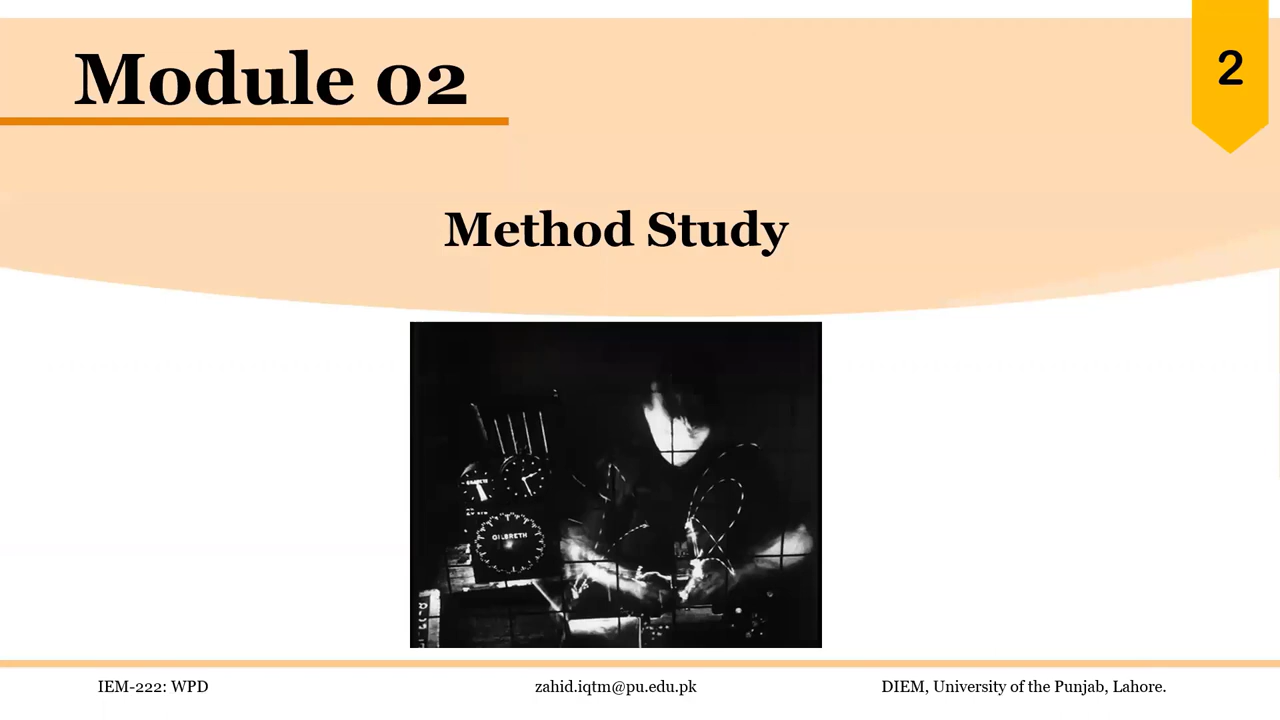 Module 02
2
Method Study
GILBRETH
IEM-222: WPD
zahid.iqtm@pu.edu.pk
DIEM, University of the Punjab, Lahore.